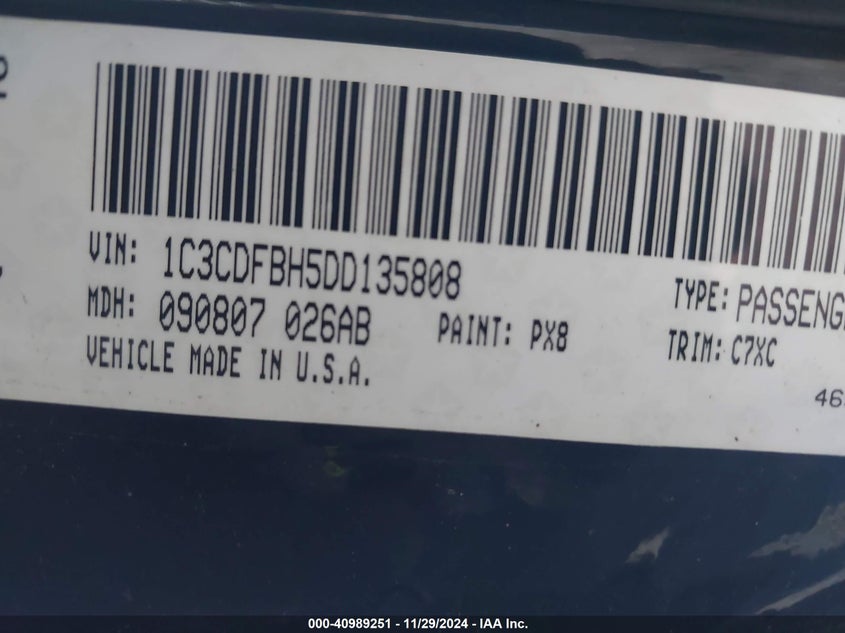 VIN: 1C3CDFBH5DD135808
TYPE: PASSENG
MDH: 090807 026AB
PAINT: PX8
TRIM: C7XC
VEHICLE MADE IN U.S.A.
46
000-40989251 - 11/29/2024 - IAA Inc.